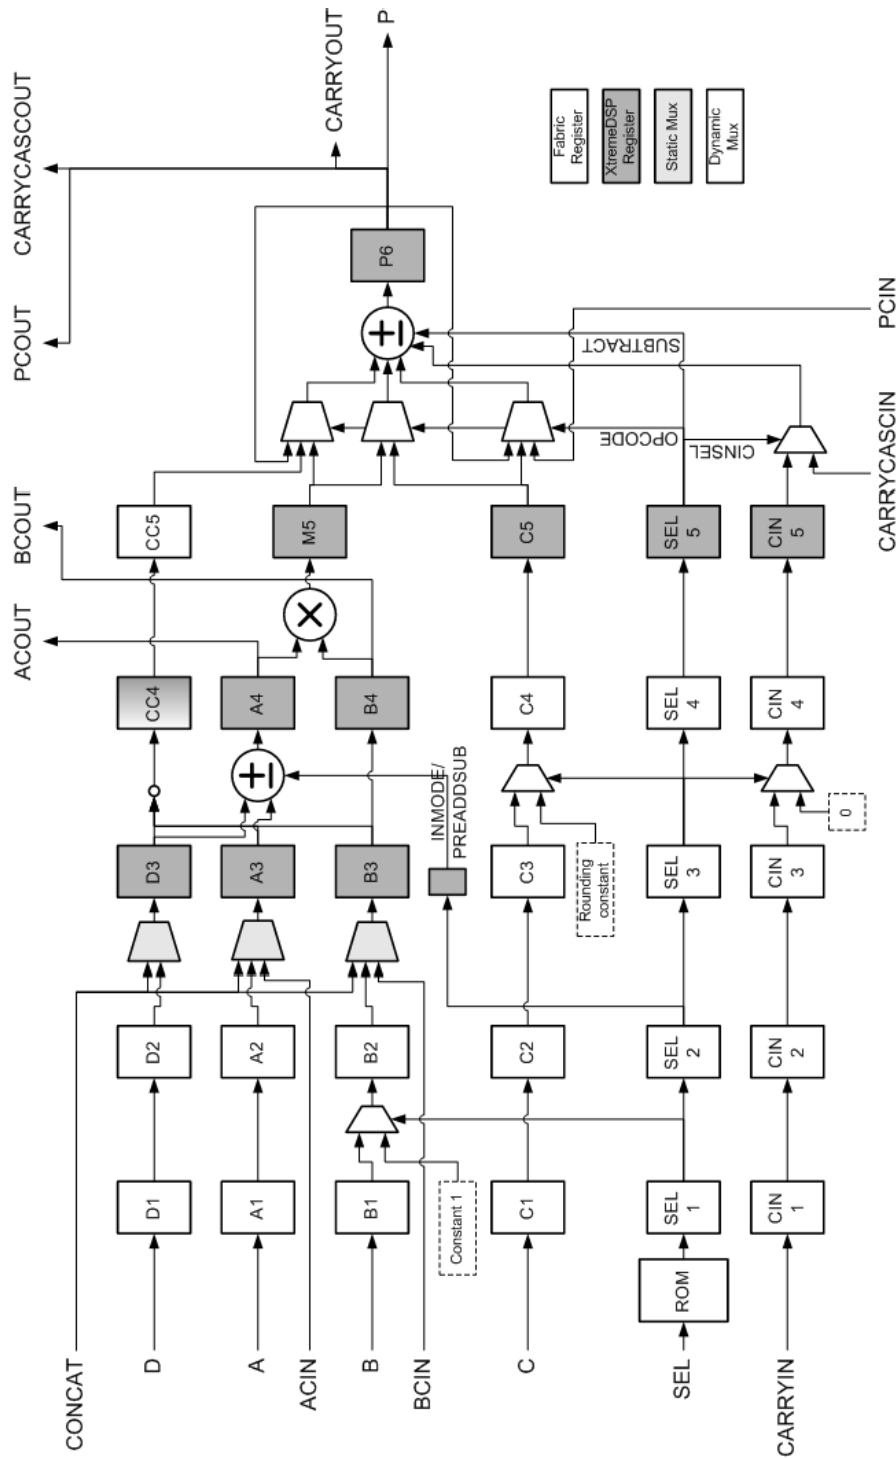 CONCAT
D
A
ACIN
B
BCIN
C
SEL
CARRYIN
D1
A1
B1
Constant 1
C1
ROM
SEL
1
CIN
1
D2
A2
B2
C2
SEL
2
CIN
2
D3
A3
B3
INMODE/
PREADDSUB
C3
Rounding
constant
SEL
3
CIN
3
0
CC4
A4
B4
C4
SEL
4
CIN
4
ACOUT
BCOUT
CC5
M5
C5
SEL
5
CIN
5
OPCODE
CINSEL
SUBTRACT
CARRYCASCIN
PCIN
P6
PCOUT
CARRYCASCOUT
CARRYOUT
P
Fabric
Register
XtremeDSP
Register
Static Mux
Dynamic
Mux